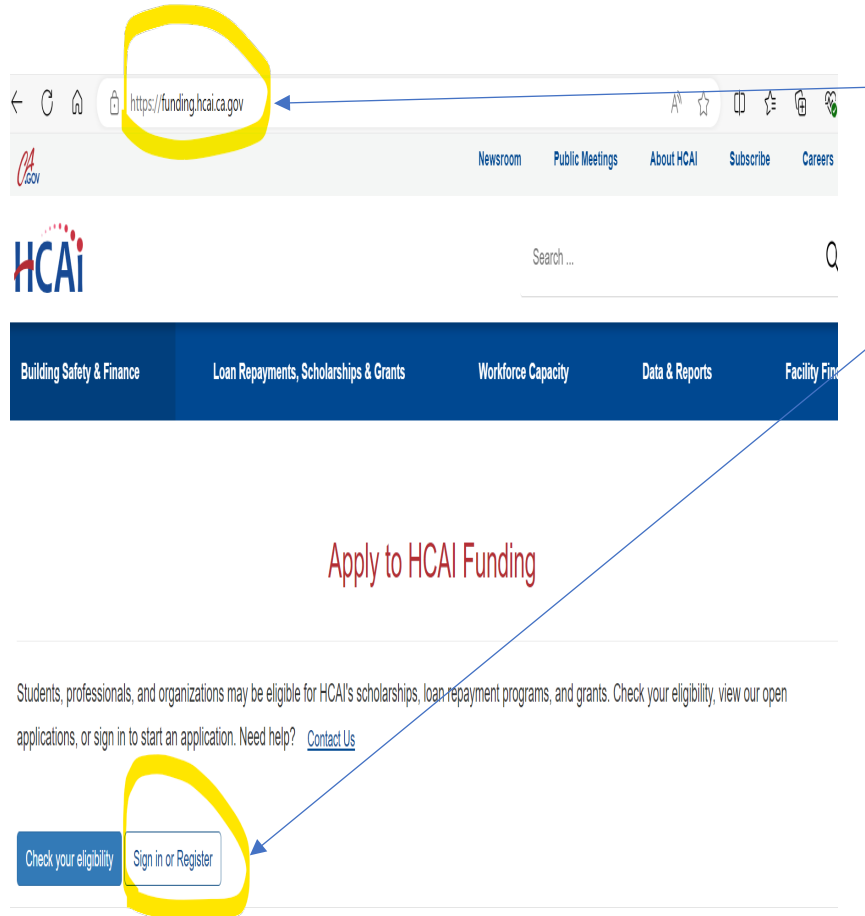 https://funding.hcai.ca.gov
CA
.GOV
Newsroom Public Meetings About HCAI Subscribe Careers
HCAi
Search ...
Building Safety & Finance Loan Repayments, Scholarships & Grants Workforce Capacity Data & Reports Facility
Apply to HCAI Funding
Students, professionals, and organizations may be eligible for HCAI's scholarships, loan repayment programs, and grants. Check your eligibility, view our open
applications, or sign in to start an application. Need help? Contact Us
Check your eligibility Sign in or Register